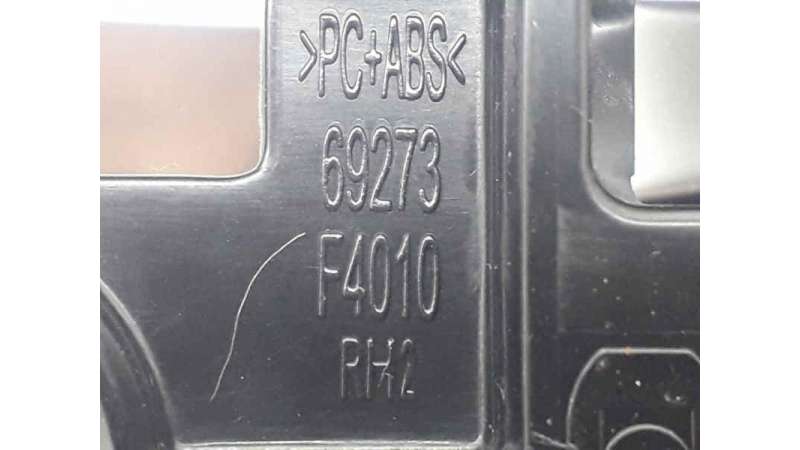 >PC+ABS<
69273
F4010
RH2